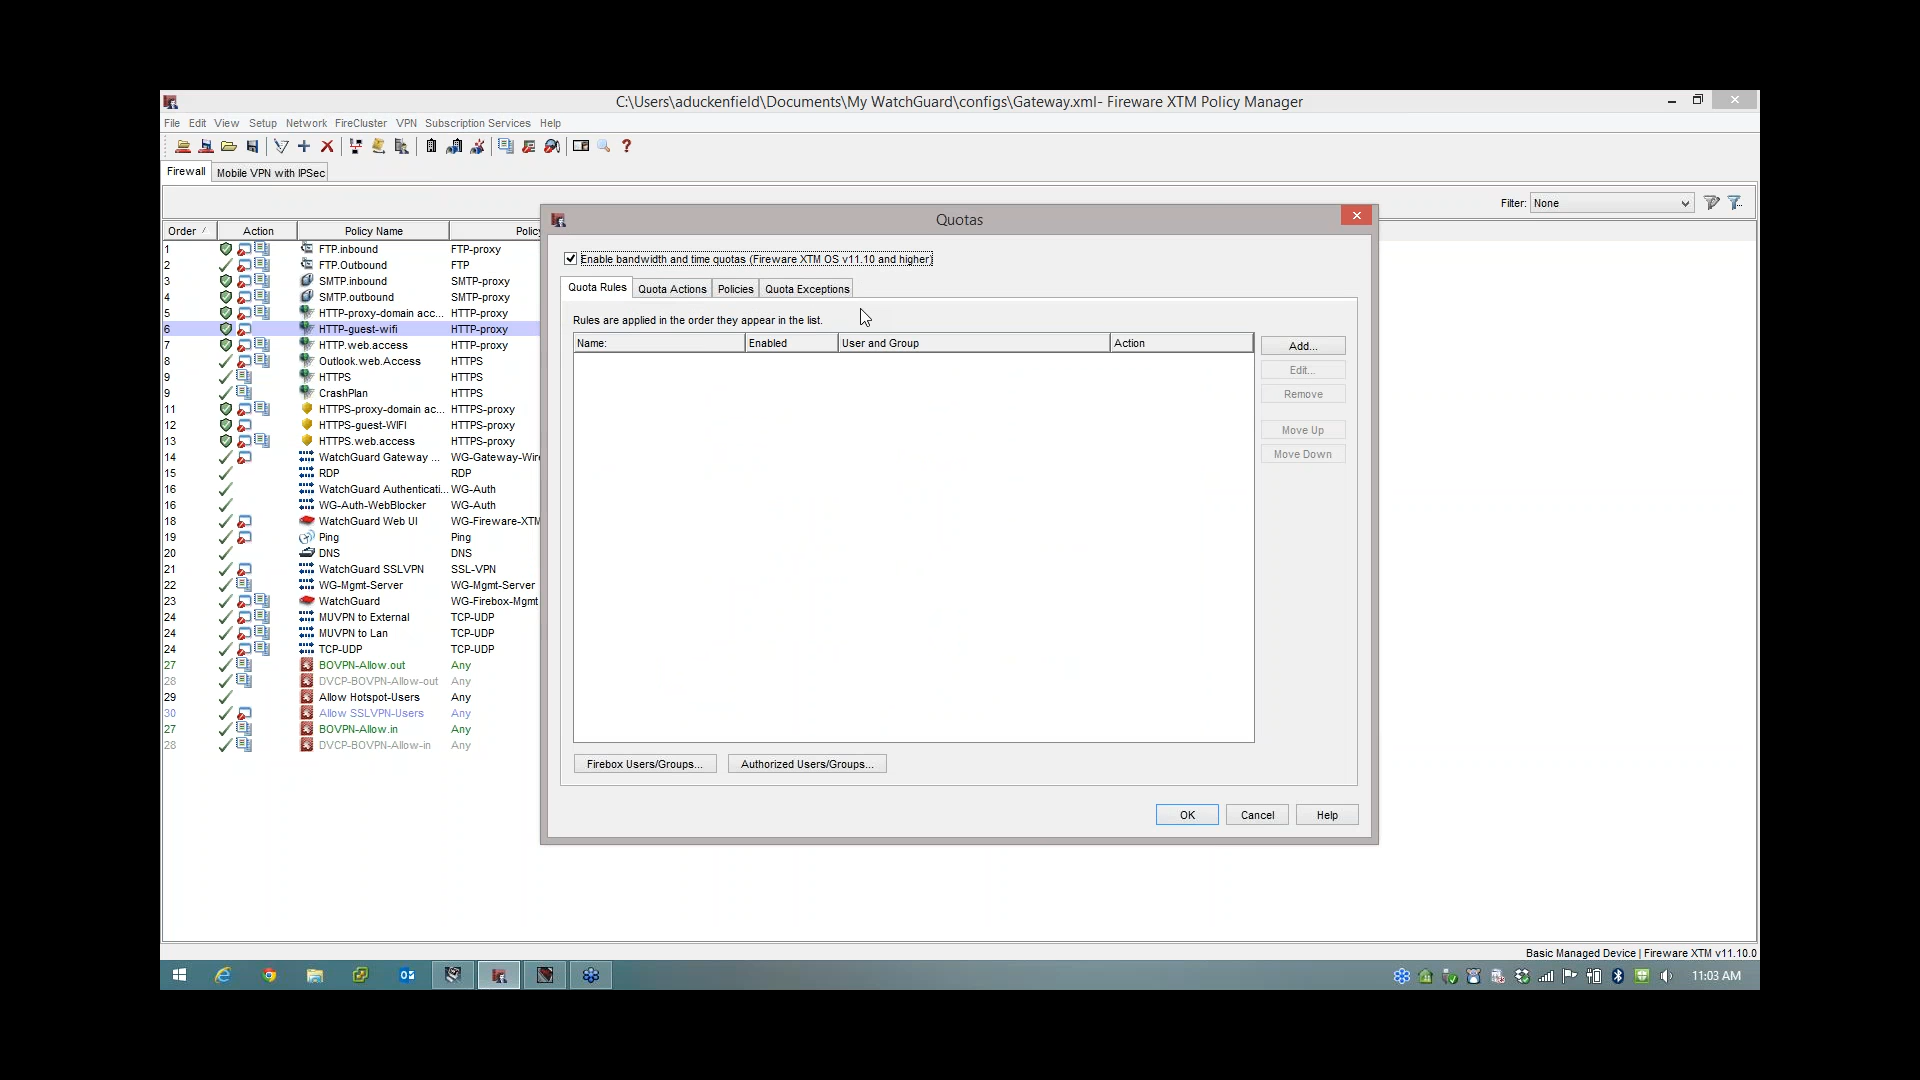 C:\Users\aduckenfield\Documents\My WatchGuard\configs\Gateway.xml- Fireware XTM Policy Manager
File Edit View Setup Network FireCluster VPN Subscription Services Help
Firewall Mobile VPN with IPSec
Filter: None
Order / Action Policy Name Policy
1 FTP.inbound FTP-proxy
2 FTP.Outbound FTP
3 SMTP.inbound SMTP-proxy
4 SMTP.outbound SMTP-proxy
5 HTTP-proxy-domain acc... HTTP-proxy
6 HTTP-guest-wifi HTTP-proxy
7 HTTP.web.access HTTP-proxy
8 Outlook.web.Access HTTPS
9 HTTPS HTTPS
9 CrashPlan HTTPS
11 HTTPS-proxy-domain ac... HTTPS-proxy
12 HTTPS-guest-WIFI HTTPS-proxy
13 HTTPS.web.access HTTPS-proxy
14 WatchGuard Gateway ... WG-Gateway-Wire
15 RDP RDP
16 WatchGuard Authenticati... WG-Auth
16 WG-Auth-WebBlocker WG-Auth
18 WatchGuard Web UI WG-Fireware-XTM
19 Ping Ping
20 DNS DNS
21 WatchGuard SSLVPN SSL-VPN
22 WG-Mgmt-Server WG-Mgmt-Server
23 WatchGuard WG-Firebox-Mgmt
24 MUVPN to External TCP-UDP
24 MUVPN to Lan TCP-UDP
24 TCP-UDP TCP-UDP
27 BOVPN-Allow.out Any
28 DVCP-BOVPN-Allow-out Any
29 Allow Hotspot-Users Any
30 Allow SSLVPN-Users Any
27 BOVPN-Allow.in Any
28 DVCP-BOVPN-Allow-in Any
Quotas
Enable bandwidth and time quotas (Fireware XTM OS v11.10 and higher)
Quota Rules Quota Actions Policies Quota Exceptions
Rules are applied in the order they appear in the list.
Name: Enabled User and Group Action
Add...
Edit...
Remove
Move Up
Move Down
Firebox Users/Groups... Authorized Users/Groups...
OK Cancel Help
Basic Managed Device | Fireware XTM v11.10.0
11:03 AM